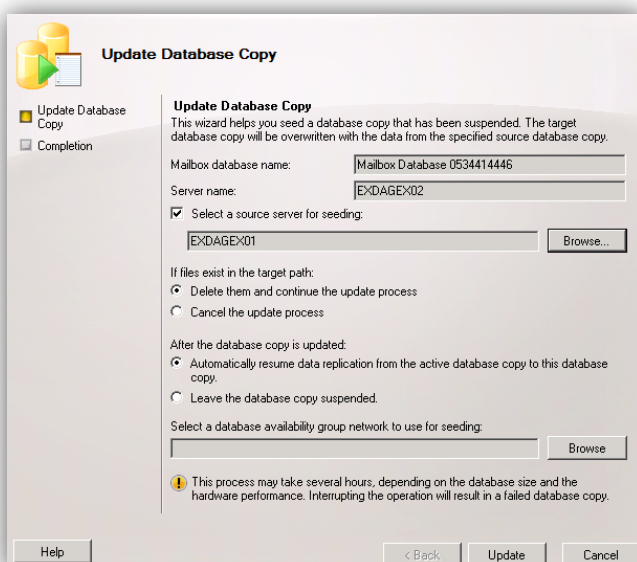 Update Database Copy
Update Database
Copy
Completion
Update Database Copy
This wizard helps you seed a database copy that has been suspended. The target
database copy will be overwritten with the data from the specified source database copy.
Mailbox database name:
Mailbox Database 0534414446
Server name:
EXDAGEX02
Select a source server for seeding:
EXDAGEX01
Browse...
If files exist in the target path:
Delete them and continue the update process
Cancel the update process
After the database copy is updated:
Automatically resume data replication from the active database copy to this database
copy.
Leave the database copy suspended.
Select a database availability group network to use for seeding:
Browse
This process may take several hours, depending on the database size and the
hardware performance. Interrupting the operation will result in a failed database copy.
Help
< Back
Update
Cancel